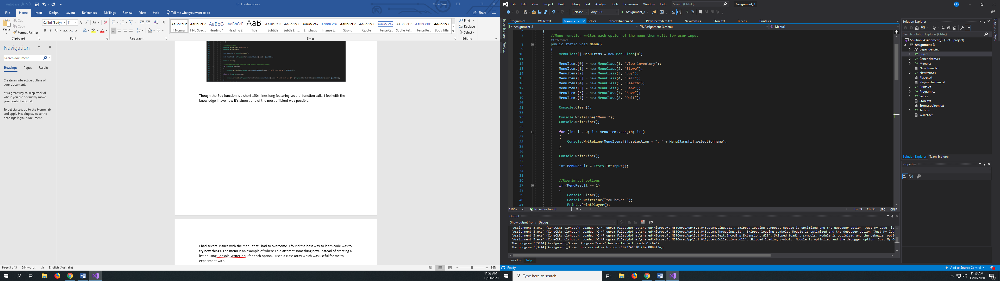 AutoSave Off
Unit Testing.docx
Oscar Smith
File Home Insert Design Layout References Mailings Review View Help Tell me what you want to do
Share
Paste
Cut
Copy
Format Painter
Clipboard
Calibri (Body) 11
Font
Paragraph
AaBbCcDc AaBbCcDc AaBbCc AaBbCcD AaB AaBbCcD AaBbCcDc AaBbCcDc AaBbCcDc AaBbCcDc AaBbCcDc AaBbCcDc AABBCCDD AABBCCDD AaBbCcDc
¶ Normal ¶ No Spac... Heading 1 Heading 2 Title Subtitle Subtle Em... Emphasis Intense E... Strong Quote Intense Q... Subtle Ref... Intense Re... Book Title
Styles
Find
Replace
Select
Editing
Navigation
Search document
Headings Pages Results
Create an interactive outline of
your document.
It's a great way to keep track of
where you are or quickly move
your content around.
To get started, go to the Home tab
and apply Heading styles to the
headings in your document.
Though the Buy function is a short 150+ lines long featuring several function calls, I feel with the
knowledge I have now it's almost one of the most efficient way possible.
I had several issues with the menu that I had to overcome. I found the best way to learn code was to
try new things. The menu is an example of where I did attempt something new. Instead of creating a
list or using Console.WriteLine() for each option, I used a class array which was useful for me to
experiment with.
Page 3 of 3 244 words English (Australia)
98%
11:53 AM
13/03/2020
File Edit View Project Build Debug Test Analyze Tools Extensions Window Help Search (Ctrl+Q) Assignment_3
OS
Release Any CPU Assignment_3
Server Explorer
Toolbox
Program.cs Wallet.txt Menu.cs Sell.cs Storeextraitem.txt Playerextraitem.txt Newitem.cs Store.txt Buy.cs Prints.cs
Assignment_3 Assignment_3.Menu_ Menu()
6 {
7 //Menu function writes each option of the menu then waits for user input
19 references
8 public static void Menu()
9 {
10 MenuClass[] MenuItems = new MenuClass[8];
11
12 MenuItems[0] = new MenuClass(1, "View inventory");
13 MenuItems[1] = new MenuClass(2, "Store");
14 MenuItems[2] = new MenuClass(3, "Buy");
15 MenuItems[3] = new MenuClass(4, "Sell");
16 MenuItems[4] = new MenuClass(5, "Search");
17 MenuItems[5] = new MenuClass(6, "Bank");
18 MenuItems[6] = new MenuClass(7, "Save");
19 MenuItems[7] = new MenuClass(8, "Quit");
20
21 Console.Clear();
22
23 Console.WriteLine("Menu:");
24 Console.WriteLine();
25
26 for (int i = 0; i < MenuItems.Length; i++)
27 {
28 Console.WriteLine(MenuItems[i].selection + ". " + MenuItems[i].selectionname);
29 }
30
31 Console.WriteLine();
32
33 int MenuResult = Tests.IntInput();
34
35
36 //Userimnput options
37 if (MenuResult == 1)
38 {
39 Console.Clear();
40 Console.WriteLine("You have: ");
41 Prints.PrintPlayer();
110 % No issues found Ln: 74 Ch: 33 SPC CRLF
Output
Show output from: Debug
'Assignment_3.exe' (CoreCLR: clrhost): Loaded 'C:\Program Files\dotnet\shared\Microsoft.NETCore.App\3.1.0\System.Linq.dll'. Skipped loading symbols. Module is optimized and the debugger option 'Just My Code' is
'Assignment_3.exe' (CoreCLR: clrhost): Loaded 'C:\Program Files\dotnet\shared\Microsoft.NETCore.App\3.1.0\System.Threading.dll'. Skipped loading symbols. Module is optimized and the debugger option 'Just My Cod
'Assignment_3.exe' (CoreCLR: clrhost): Loaded 'C:\Program Files\dotnet\shared\Microsoft.NETCore.App\3.1.0\System.Text.Encoding.Extensions.dll'. Skipped loading symbols. Module is optimized and the debugger opti
'Assignment_3.exe' (CoreCLR: clrhost): Loaded 'C:\Program Files\dotnet\shared\Microsoft.NETCore.App\3.1.0\System.Collections.dll'. Skipped loading symbols. Module is optimized and the debugger option 'Just My C
The program '[3744] Assignment_3.exe: Program Trace' has exited with code 0 (0x0).
The program '[3744] Assignment_3.exe' has exited with code -1073741510 (0xc000013a).
Error List Output
Solution Explorer
Search Solution Explorer (Ctrl+;)
Solution 'Assignment_3' (1 of 1 project)
Assignment_3
Dependencies
Buy.cs
GenericItem.cs
Menu.cs
New Items.txt
Newitem.cs
Player.txt
Playerextraitem.txt
Prints.cs
Program.cs
Sell.cs
Store.txt
Storeextraitem.txt
Tests.cs
Wallet.txt
Solution Explorer Team Explorer
Properties
Diagnostic Tools
Ready
Add to Source Control
Type here to search
11:53 AM
13/03/2020